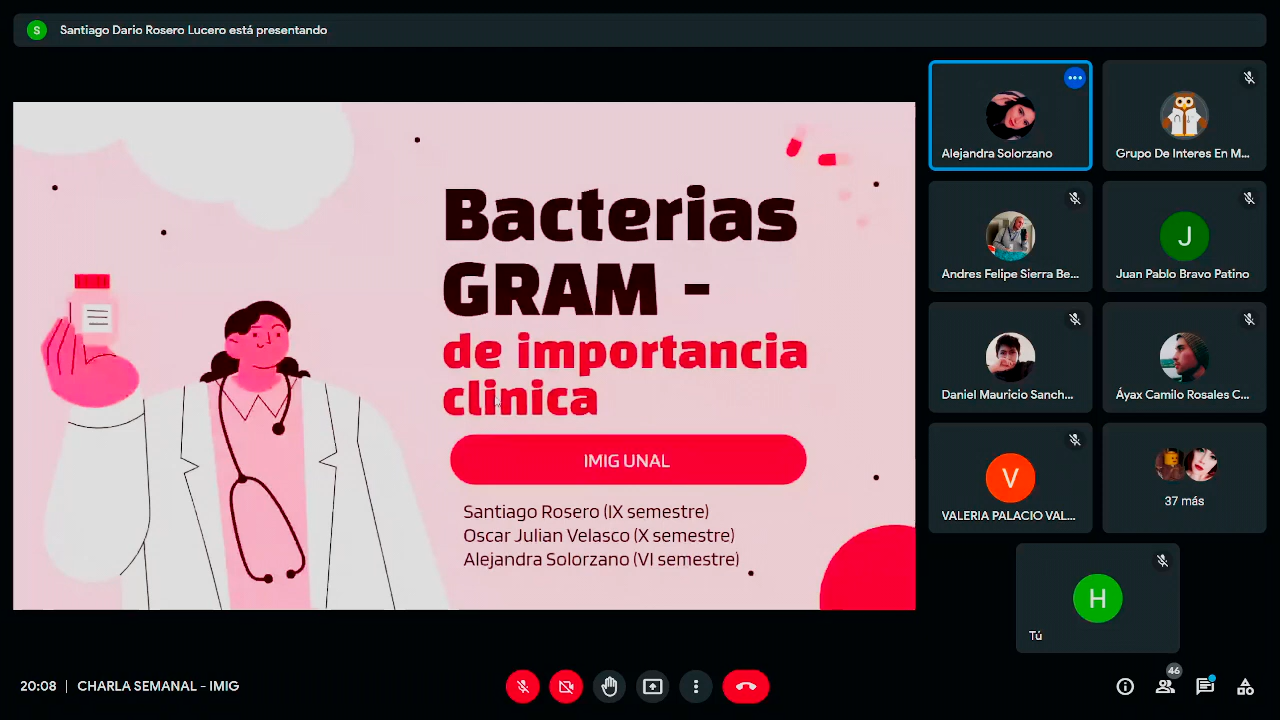 S
Santiago Dario Rosero Lucero está presentando
Bacterias
GRAM -
de importancia
clinica
IMIG UNAL
Santiago Rosero (IX semestre)
Oscar Julian Velasco (X semestre)
Alejandra Solorzano (VI semestre)
Alejandra Solorzano
Grupo De Interes En M...
Andres Felipe Sierra Be...
J
Juan Pablo Bravo Patino
Daniel Mauricio Sanch...
Áyax Camilo Rosales C...
V
VALERIA PALACIO VAL...
37 más
H
Tú
20:08 | CHARLA SEMANAL - IMIG
46